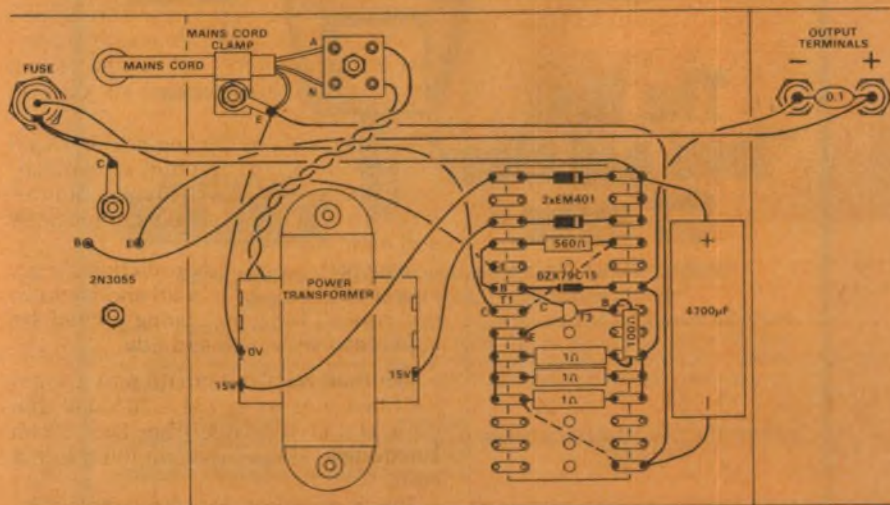 MAINS CORD
CLAMP
MAINS CORD
A
N
E
FUSE
OUTPUT
TERMINALS
− +
0.1
C
B E
2N3055
POWER
TRANSFORMER
0V
15V
15V
2xEM401
560Ω
BZX79C15
E
B
T1
C
C
B
T2
E
100Ω
1Ω
1Ω
1Ω
+
4700μF
−